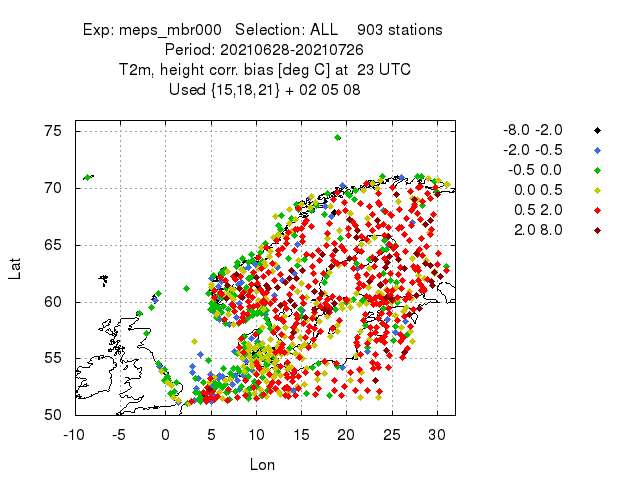 Exp: meps_mbr000 Selection: ALL 903 stations
Period: 20210628-20210726
T2m, height corr. bias [deg C] at 23 UTC
Used {15,18,21} + 02 05 08
-8.0 -2.0
-2.0 -0.5
-0.5 0.0
0.0 0.5
0.5 2.0
2.0 8.0
Lat
75
70
65
60
55
50
-10 -5 0 5 10 15 20 25 30
Lon